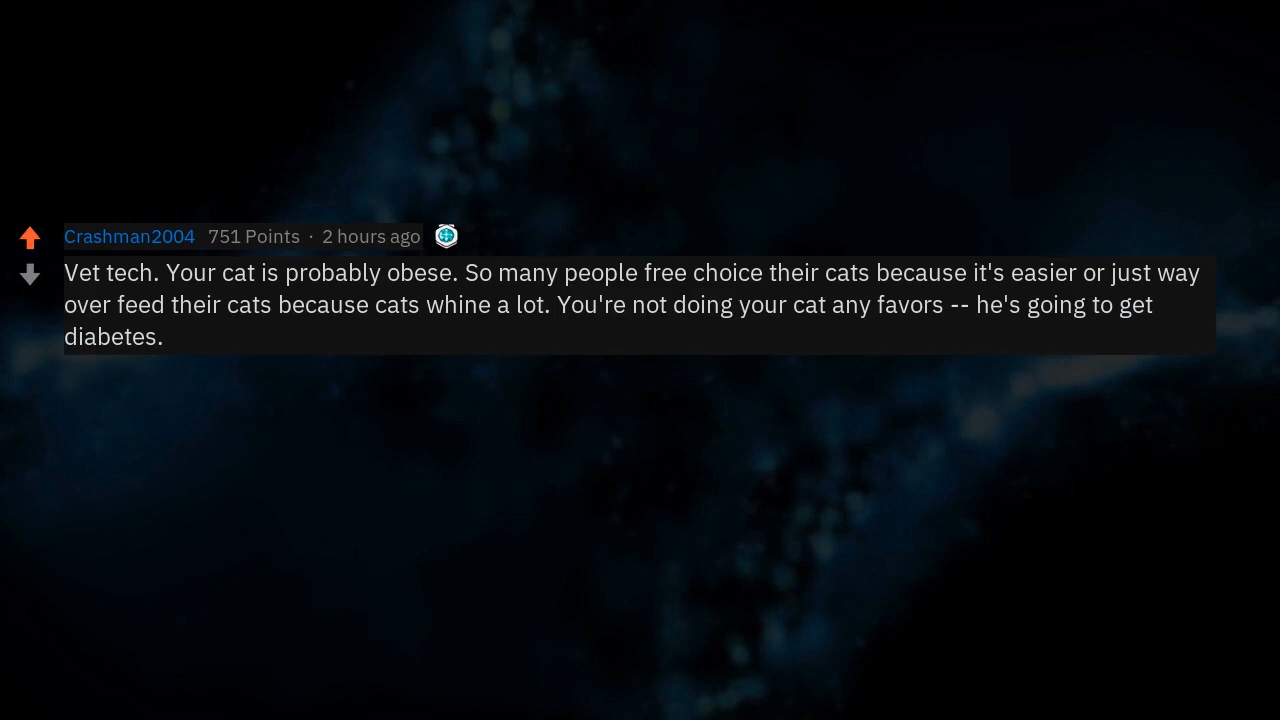 Crashman2004 751 Points · 2 hours ago
Vet tech. Your cat is probably obese. So many people free choice their cats because it's easier or just way
over feed their cats because cats whine a lot. You're not doing your cat any favors -- he's going to get
diabetes.